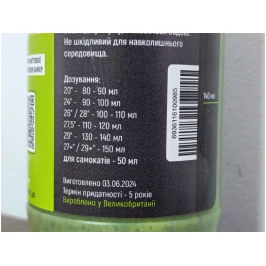 Не шкідливий для навколишнього
середовища.
Дозування:
20" - 80 - 90 мл
24" - 90 - 100 мл
26" / 28" - 100 - 110 мл
27,5" - 110 - 120 мл
29" - 130 - 140 мл
27+" / 29+" - 150 мл
для самокатів - 50 мл
Виготовлено 03.06.2024
Термін придатності - 5 років
Вироблено у Великобританії
6936116100985
140 мл